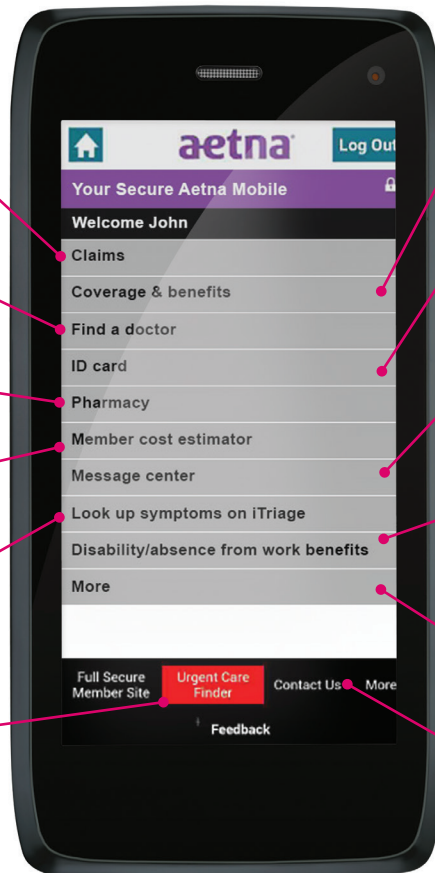 aetna
Log Out
Your Secure Aetna Mobile
Welcome John
Claims
Coverage & benefits
Find a doctor
ID card
Pharmacy
Member cost estimator
Message center
Look up symptoms on iTriage
Disability/absence from work benefits
More
Full Secure Member Site
Urgent Care Finder
Contact Us
More
Feedback